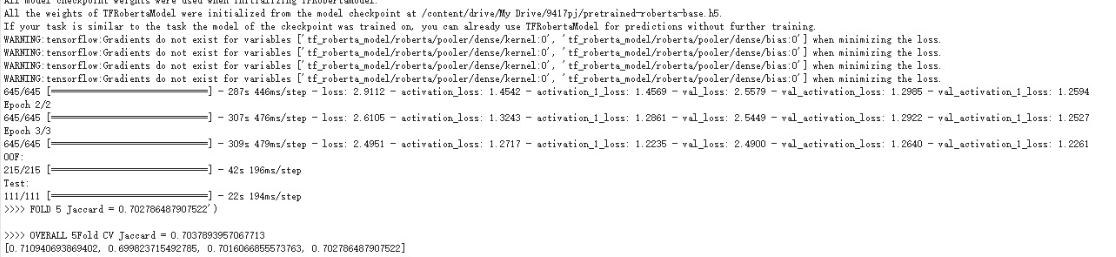 All model checkpoint weights were used when initializing TFRobertaModel.
All the weights of TFRobertaModel were initialized from the model checkpoint at /content/drive/My Drive/9417pj/pretrained-roberta-base.h5.
If your task is similar to the task the model of the checkpoint was trained on, you can already use TFRobertaModel for predictions without further training.
WARNING:tensorflow:Gradients do not exist for variables ['tf_roberta_model/roberta/pooler/dense/kernel:0', 'tf_roberta_model/roberta/pooler/dense/bias:0'] when minimizing the loss.
WARNING:tensorflow:Gradients do not exist for variables ['tf_roberta_model/roberta/pooler/dense/kernel:0', 'tf_roberta_model/roberta/pooler/dense/bias:0'] when minimizing the loss.
WARNING:tensorflow:Gradients do not exist for variables ['tf_roberta_model/roberta/pooler/dense/kernel:0', 'tf_roberta_model/roberta/pooler/dense/bias:0'] when minimizing the loss.
WARNING:tensorflow:Gradients do not exist for variables ['tf_roberta_model/roberta/pooler/dense/kernel:0', 'tf_roberta_model/roberta/pooler/dense/bias:0'] when minimizing the loss.
645/645 [==============================] - 287s 446ms/step - loss: 2.9112 - activation_loss: 1.4542 - activation_1_loss: 1.4569 - val_loss: 2.5579 - val_activation_loss: 1.2985 - val_activation_1_loss: 1.2594
Epoch 2/2
645/645 [==============================] - 307s 476ms/step - loss: 2.6105 - activation_loss: 1.3243 - activation_1_loss: 1.2861 - val_loss: 2.5449 - val_activation_loss: 1.2922 - val_activation_1_loss: 1.2527
Epoch 3/3
645/645 [==============================] - 309s 479ms/step - loss: 2.4951 - activation_loss: 1.2717 - activation_1_loss: 1.2235 - val_loss: 2.4900 - val_activation_loss: 1.2640 - val_activation_1_loss: 1.2261
OOF:
215/215 [==============================] - 42s 196ms/step
Test:
111/111 [==============================] - 22s 194ms/step
>>>> FOLD 5 Jaccard = 0.702786487907522')
>>>> OVERALL 5Fold CV Jaccard = 0.7037893957067713
[0.710940693869402, 0.699823715492785, 0.7016066855573763, 0.702786487907522]